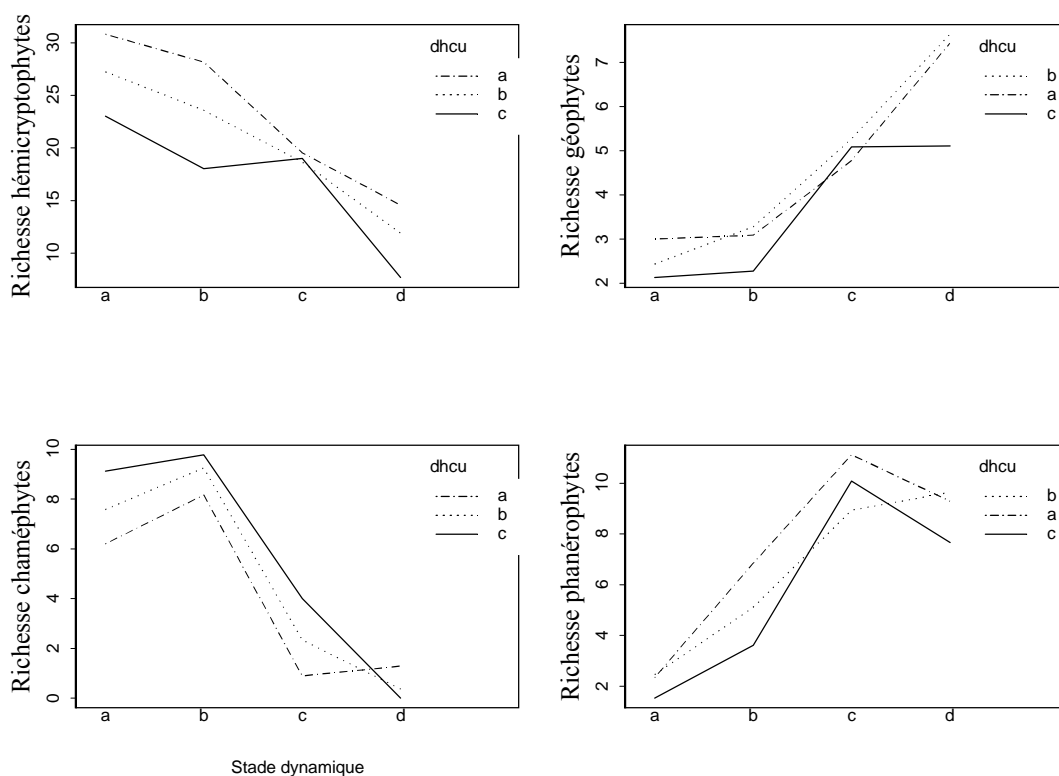 Richesse hémicryptophytes
30
25
20
15
10
a b c d
dhcu
a
b
c
Richesse géophytes
7
6
5
4
3
2
a b c d
dhcu
b
a
c
Richesse chaméphytes
10
8
6
4
2
0
a b c d
dhcu
a
b
c
Stade dynamique
Richesse phanérophytes
10
8
6
4
2
a b c d
dhcu
b
a
c